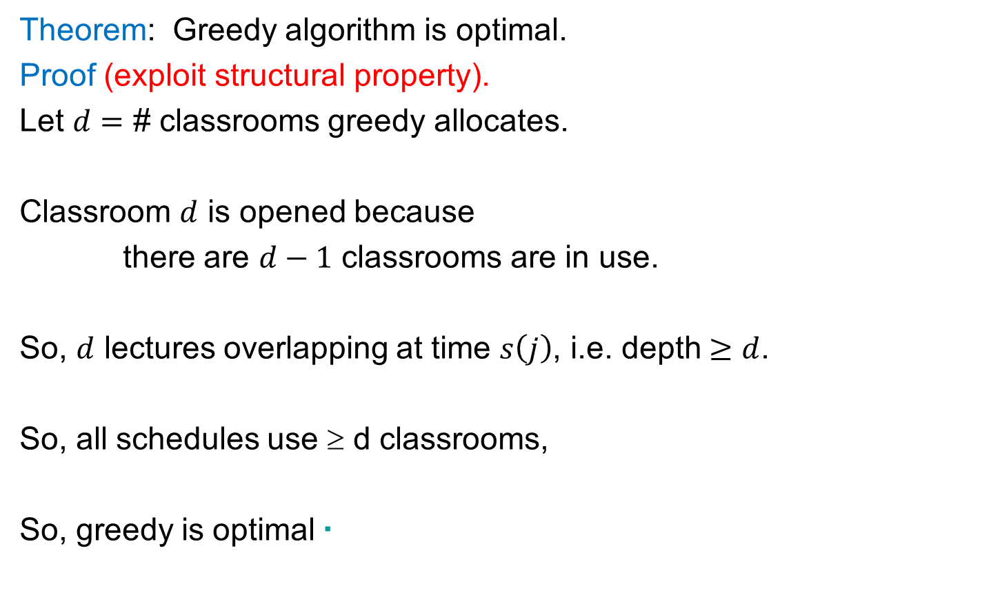 Theorem: Greedy algorithm is optimal.
Proof (exploit structural property).
Let d = # classrooms greedy allocates.
Classroom d is opened because
there are d − 1 classrooms are in use.
So, d lectures overlapping at time s(j), i.e. depth ≥ d.
So, all schedules use ≥ d classrooms,
So, greedy is optimal ▪